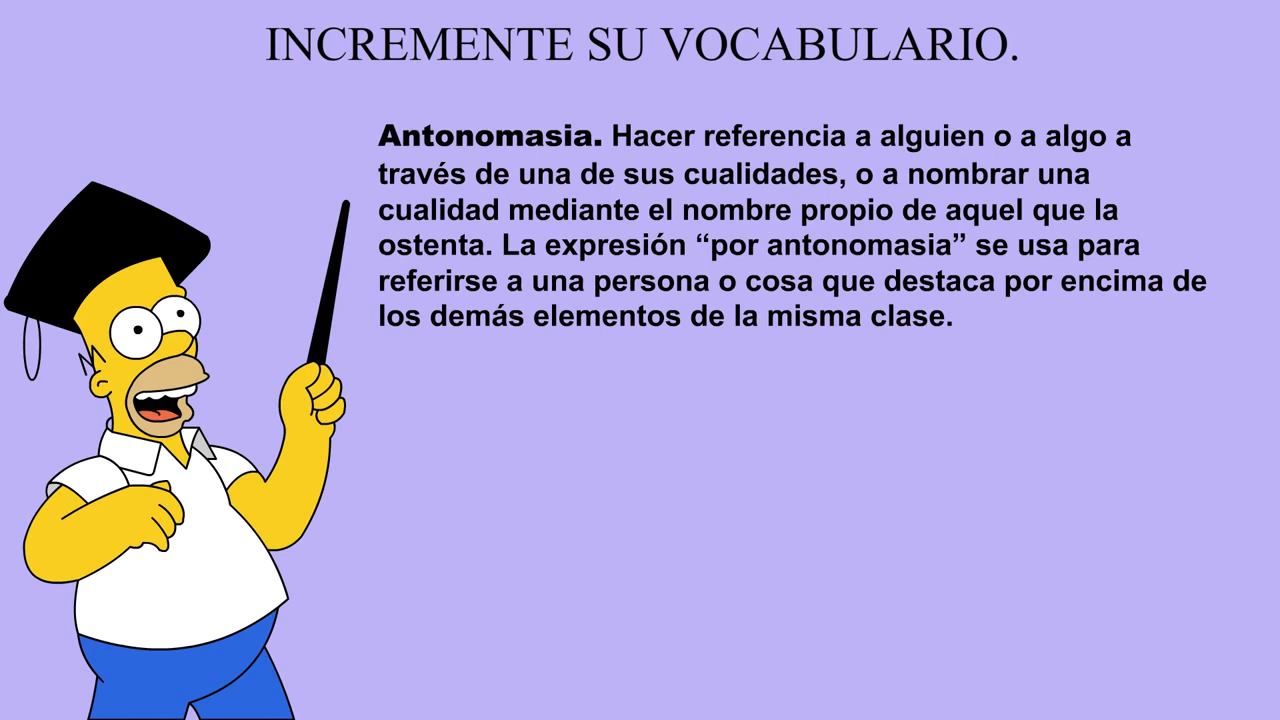 INCREMENTE SU VOCABULARIO.
Antonomasia. Hacer referencia a alguien o a algo a
través de una de sus cualidades, o a nombrar una
cualidad mediante el nombre propio de aquel que la
ostenta. La expresión “por antonomasia” se usa para
referirse a una persona o cosa que destaca por encima de
los demás elementos de la misma clase.